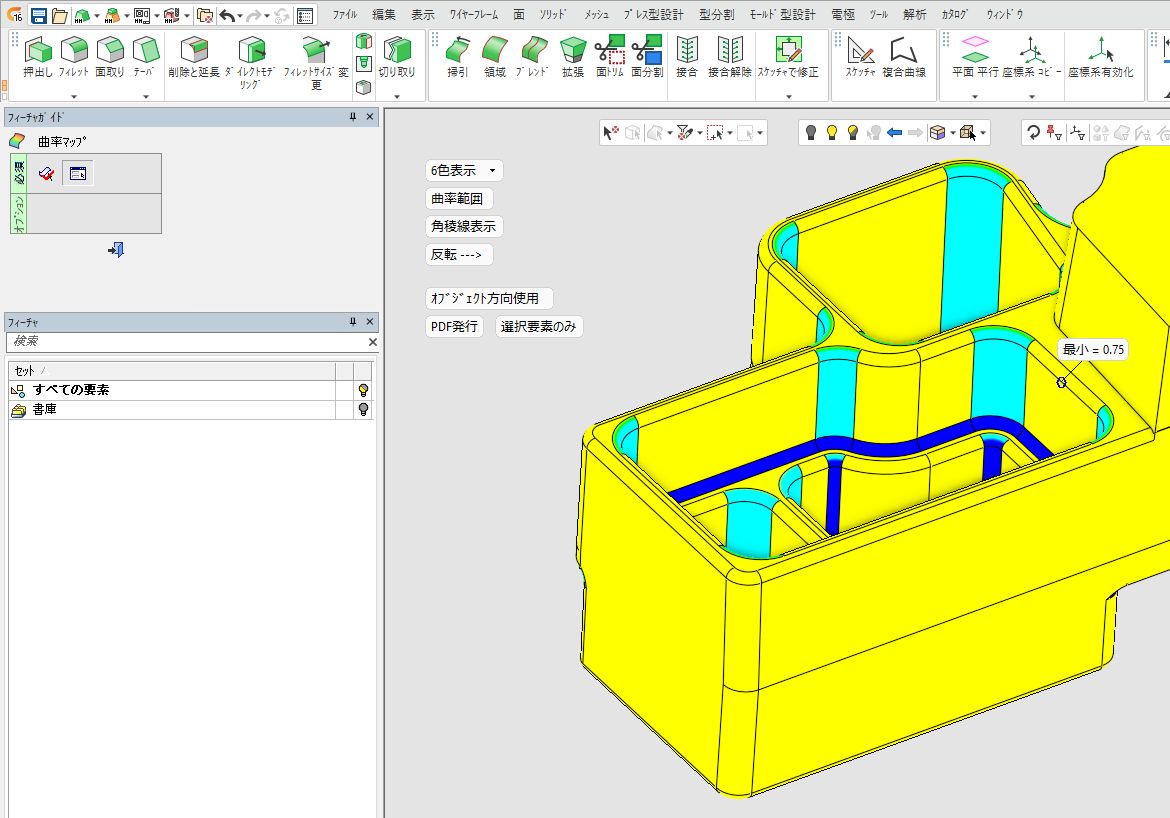 ファイル 編集 表示 ワイヤーフレーム 面 ソリッド メッシュ プレス型設計 型分割 モールド型設計 電極 ツール 解析 カタログ ウィンドウ
押出し フィレット 面取り テーパ 削除と延長 ダイレクトモデリング フィレットサイズ 変更 切り取り 掃引 領域 ブレンド 拡張 面トリム 面分割 接合 接合解除 スケッチャで修正 スケッチャ 複合曲線 平面 平行 座標系 コピー 座標系有効化
フィーチャガイド
曲率マップ
必須
オプション
フィーチャ
検索
セット
すべての要素
書庫
6色表示
曲率範囲
角稜線表示
反転 --->
オブジェクト方向使用
PDF発行 選択要素のみ
最小 = 0.75